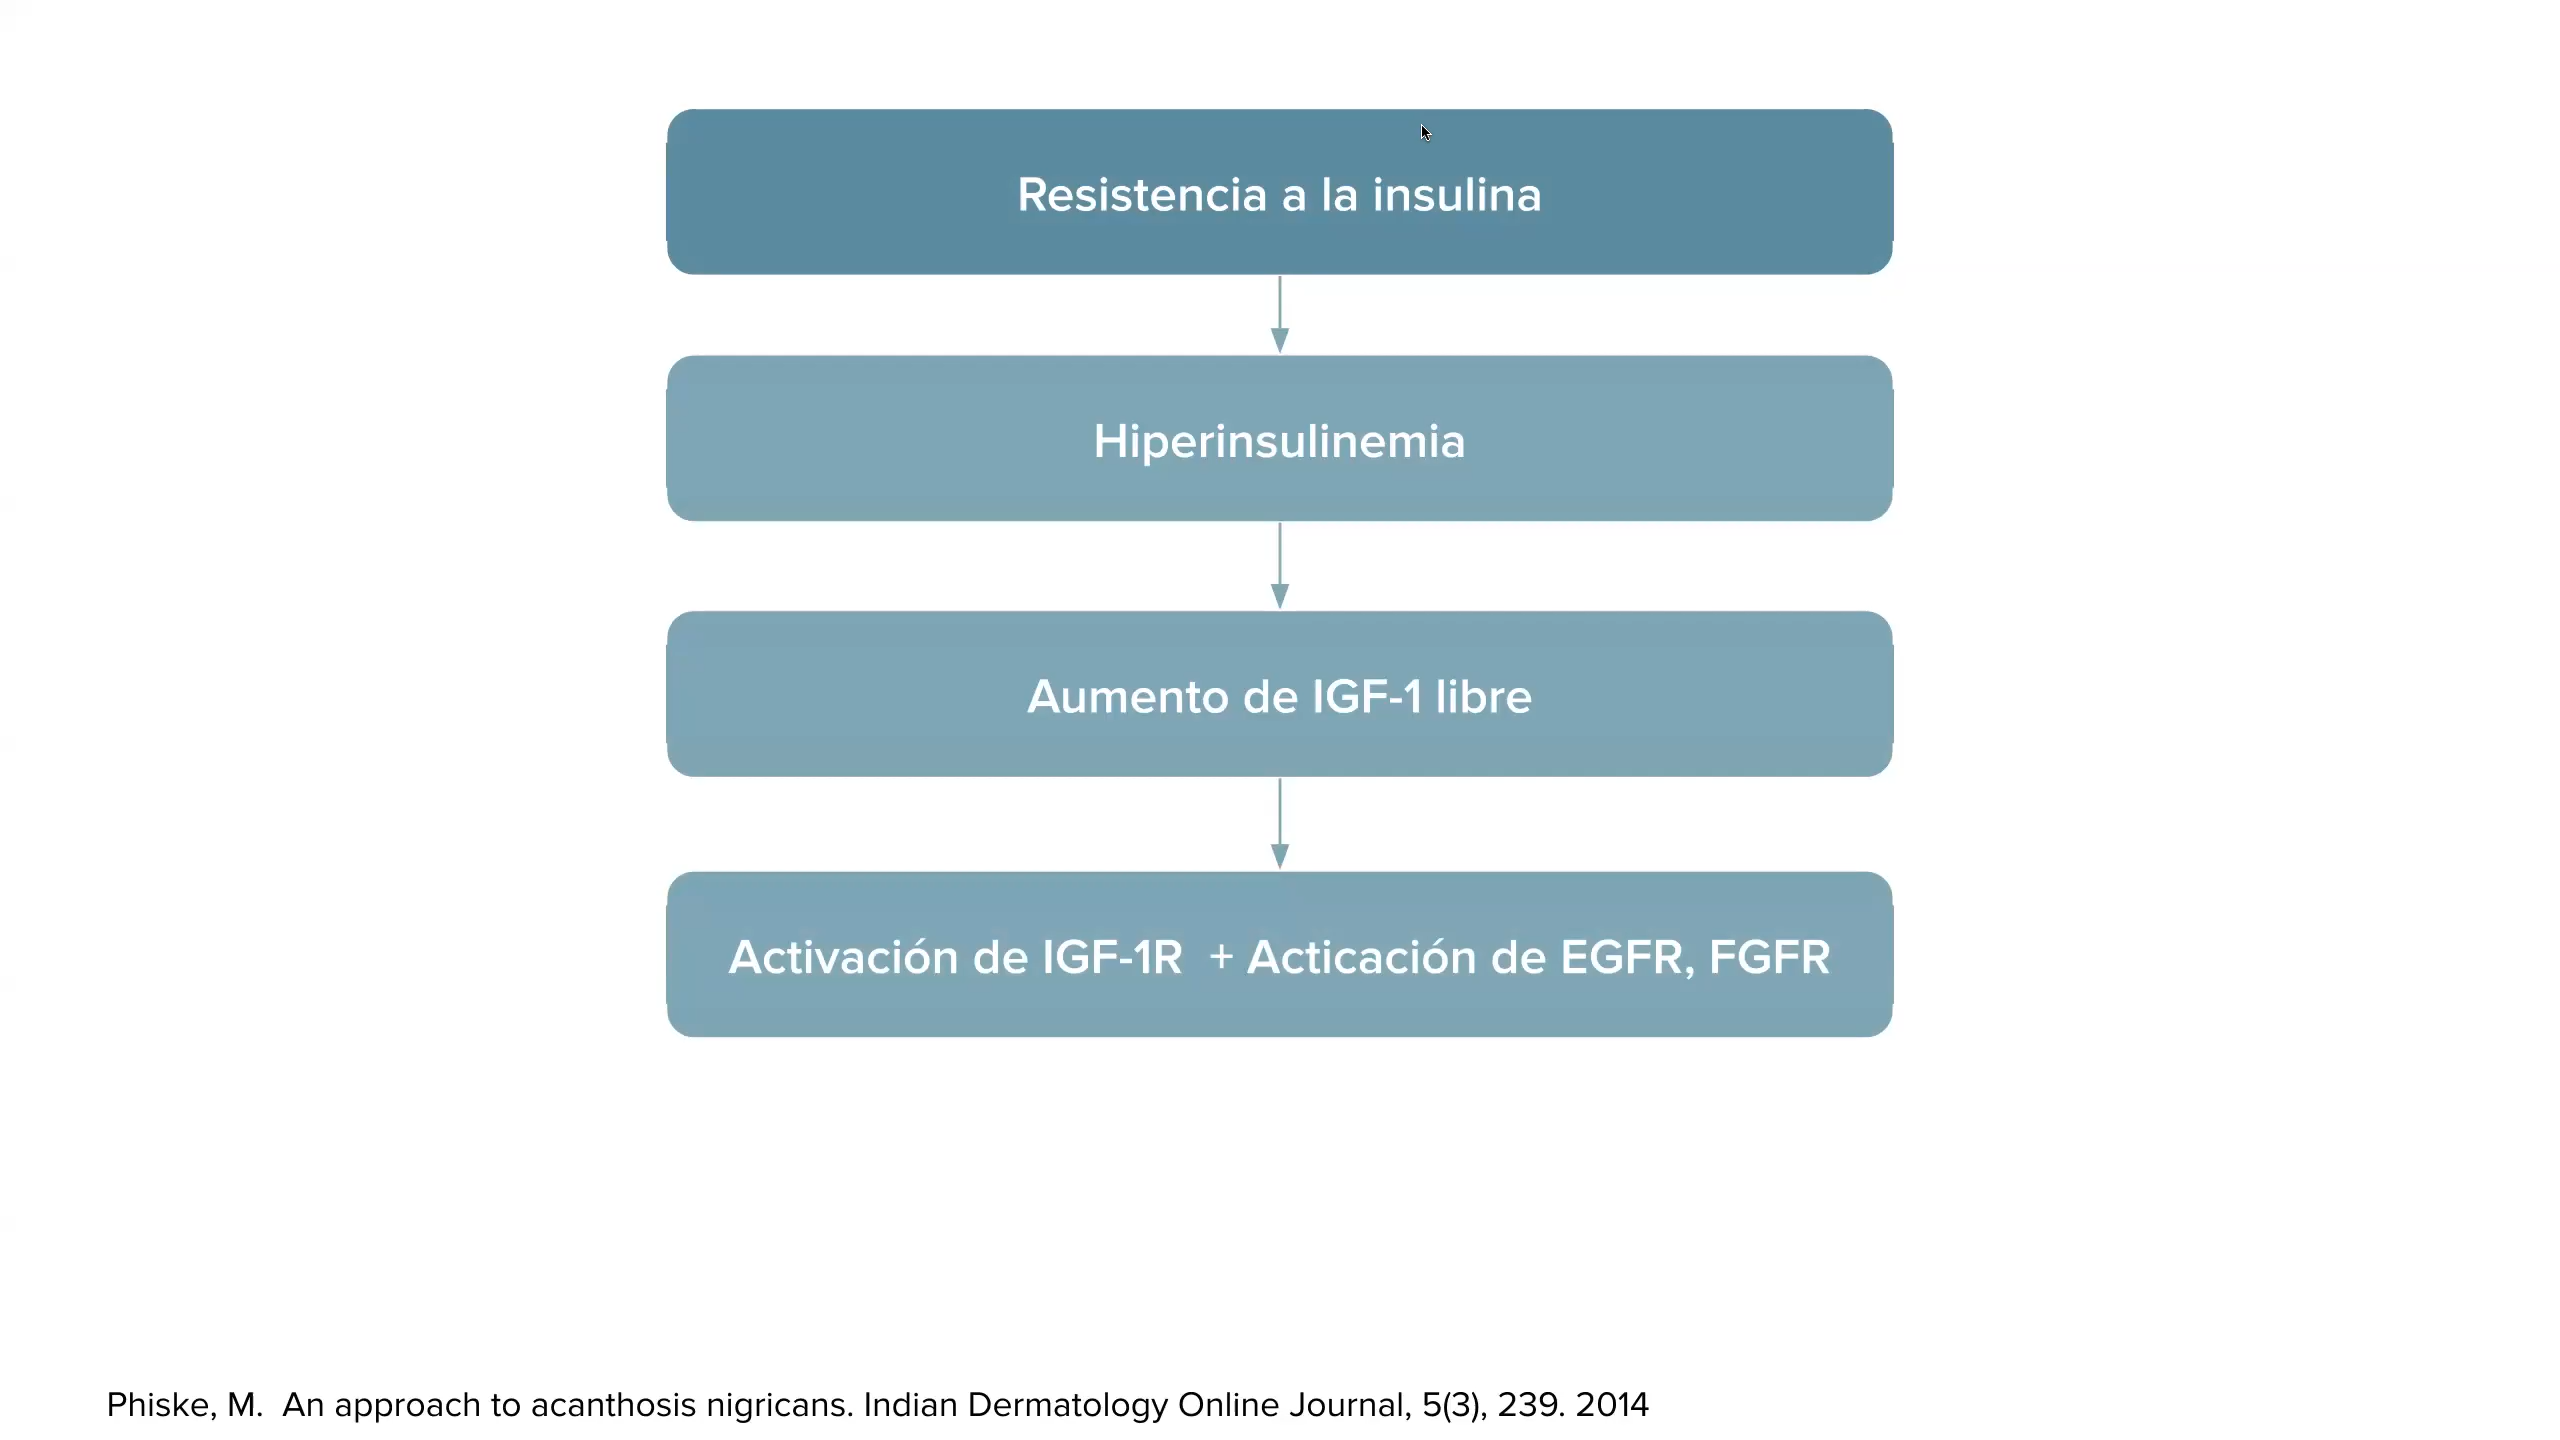 Resistencia a la insulina
Hiperinsulinemia
Aumento de IGF-1 libre
Activación de IGF-1R  + Acticación de EGFR, FGFR
Phiske, M.  An approach to acanthosis nigricans. Indian Dermatology Online Journal, 5(3), 239. 2014